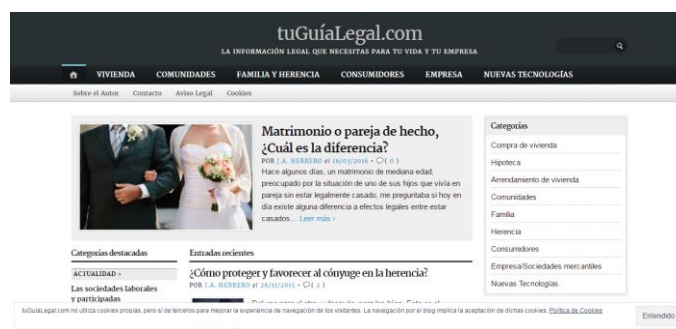 tuGuíaLegal.com
LA INFORMACIÓN LEGAL QUE NECESITAS PARA TU VIDA Y TU EMPRESA
VIVIENDA COMUNIDADES FAMILIA Y HERENCIA CONSUMIDORES EMPRESA NUEVAS TECNOLOGÍAS
Sobre el Autor Contacto Aviso Legal Cookies
Matrimonio o pareja de hecho,
¿Cuál es la diferencia?
POR J.A. HERRERO el 16/03/2016 • ( 0 )
Hace algunos días, un matrimonio de mediana edad,
preocupado por la situación de uno de sus hijos que vivía en
pareja sin estar legalmente casado, me preguntaba si hoy en
día existe alguna diferencia a efectos legales entre estar
casados... Leer más ›
Categorías
Compra de vivienda
Hipoteca
Arrendamiento de vivienda
Comunidades
Familia
Herencia
Consumidores
Empresa/Sociedades mercantiles
Nuevas Tecnologías
Categorías destacadas
ACTUALIDAD »
Las sociedades laborales
y participadas
Entradas recientes
¿Cómo proteger y favorecer al cónyuge en la herencia?
POR J.A. HERRERO el 26/11/2015 • ( 2 )
tuGuiaLegal.com no utiliza cookies propias, pero si de terceros para mejorar la experiencia de navegación de los visitantes. La navegación por el blog implica la aceptación de dichas cookies. Política de Cookies
Entendido